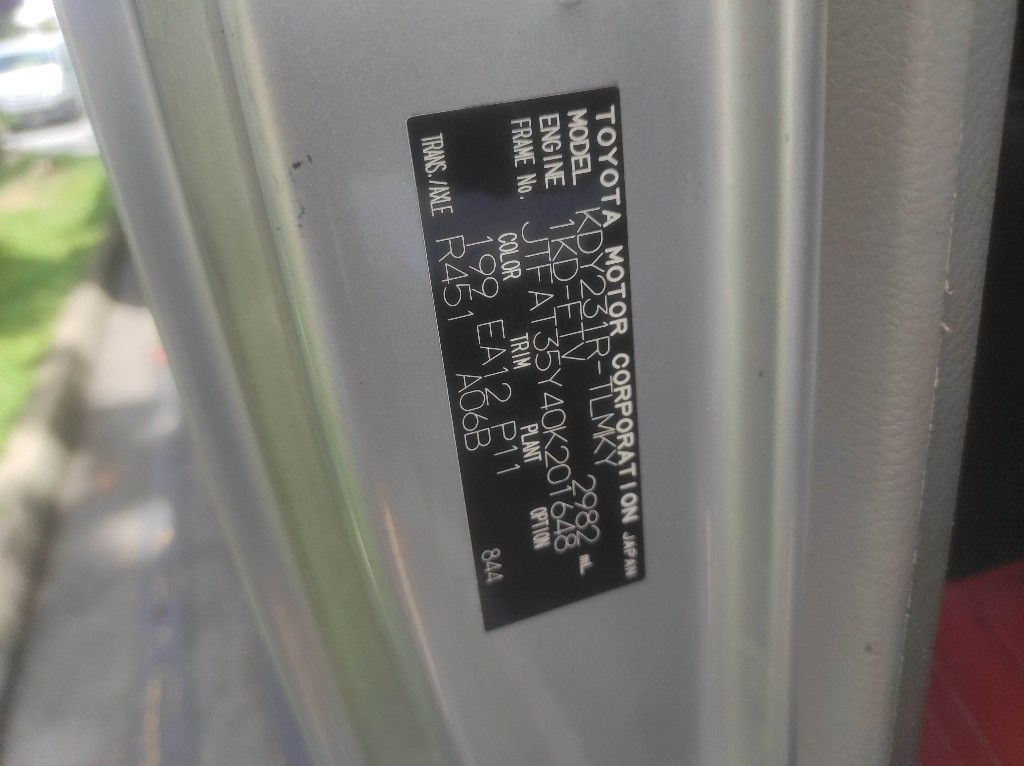 TOYOTA MOTOR CORPORATION JAPAN
MODEL KDY231R-TLMKY
ENGINE 1KD-FTV 2982 mL
FRAME No. JTFAT35Y40K201648
COLOR TRIM PLANT OPTION
199 EA12 P11
TRANS./AXLE R451 A06B 844